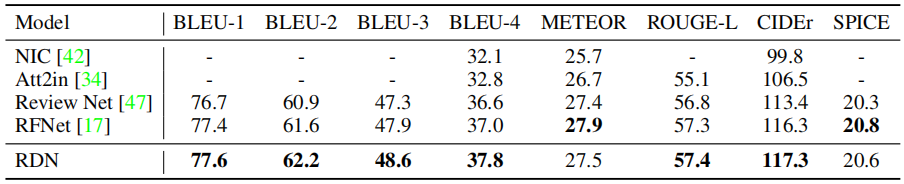 Model BLEU-1 BLEU-2 BLEU-3 BLEU-4 METEOR ROUGE-L CIDEr SPICE
NIC [42] - - - 32.1 25.7 - 99.8 -
Att2in [34] - - - 32.8 26.7 55.1 106.5 -
Review Net [47] 76.7 60.9 47.3 36.6 27.4 56.8 113.4 20.3
RFNet [17] 77.4 61.6 47.9 37.0 27.9 57.3 116.3 20.8
RDN 77.6 62.2 48.6 37.8 27.5 57.4 117.3 20.6